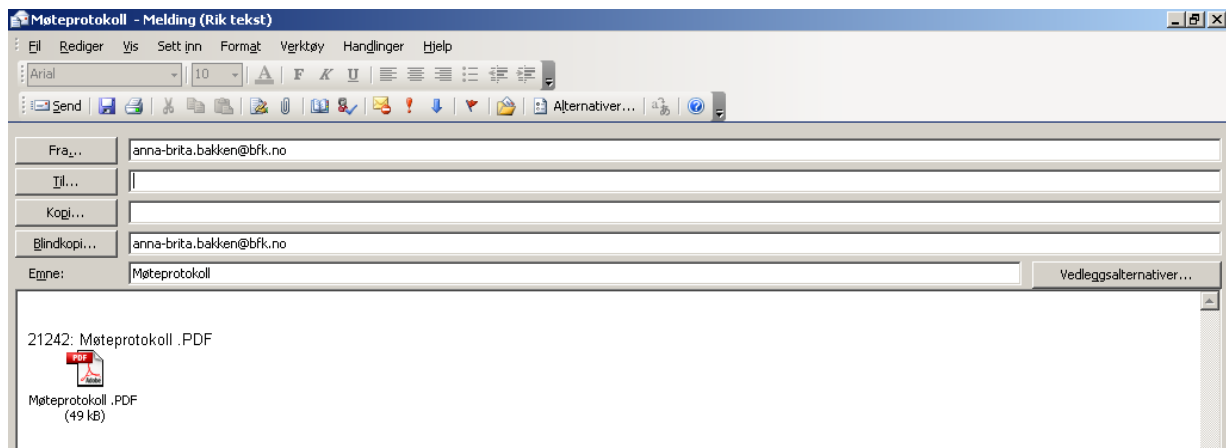 Møteprotokoll - Melding (Rik tekst)
Fil Rediger Vis Sett inn Format Verktøy Handlinger Hjelp
Arial 10 A F K U
Send Alternativer...
Fra... anna-brita.bakken@bfk.no
Til...
Kopi...
Blindkopi... anna-brita.bakken@bfk.no
Emne: Møteprotokoll Vedleggsalternativer...
21242: Møteprotokoll .PDF
PDF
Adobe
Møteprotokoll .PDF
(49 kB)